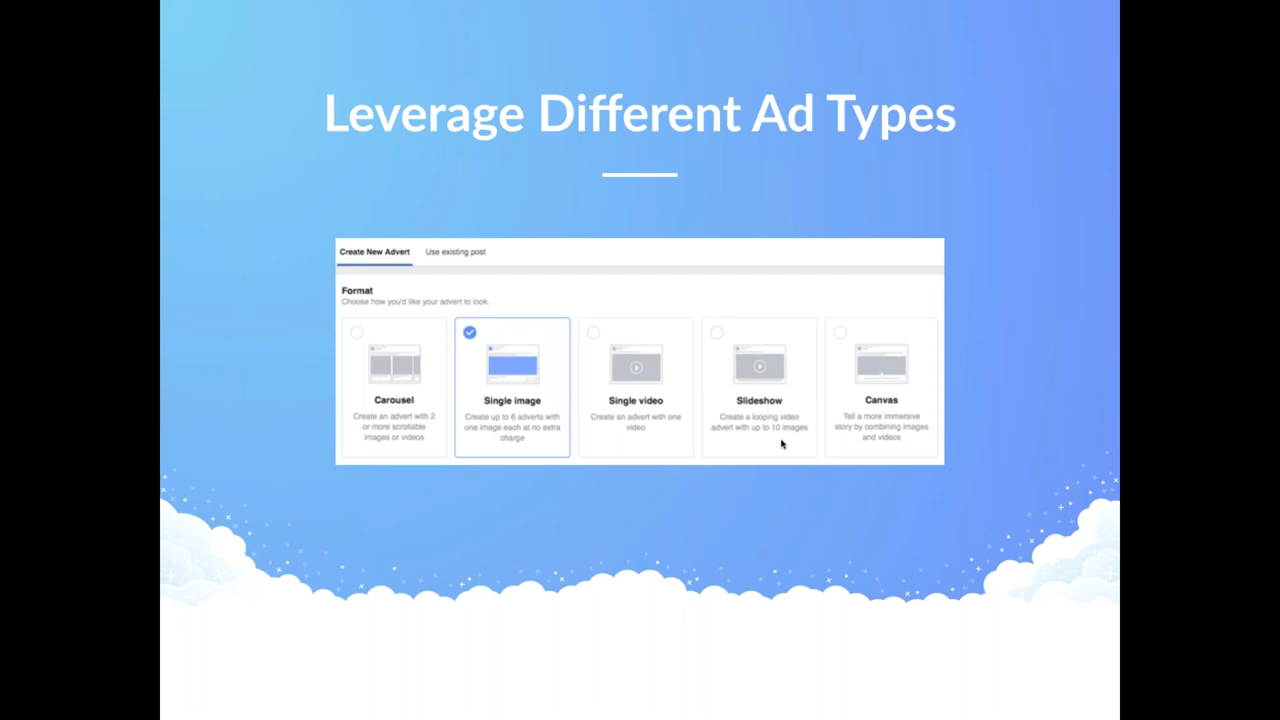 Leverage Different Ad Types
Create New Advert
Use existing post
Format
Choose how you'd like your advert to look.
Carousel
Create an advert with 2
or more scrollable
images or videos
Single image
Create up to 6 adverts with
one image each at no extra
charge
Single video
Create an advert with one
video
Slideshow
Create a looping video
advert with up to 10 images
Canvas
Tell a more immersive
story by combining images
and videos